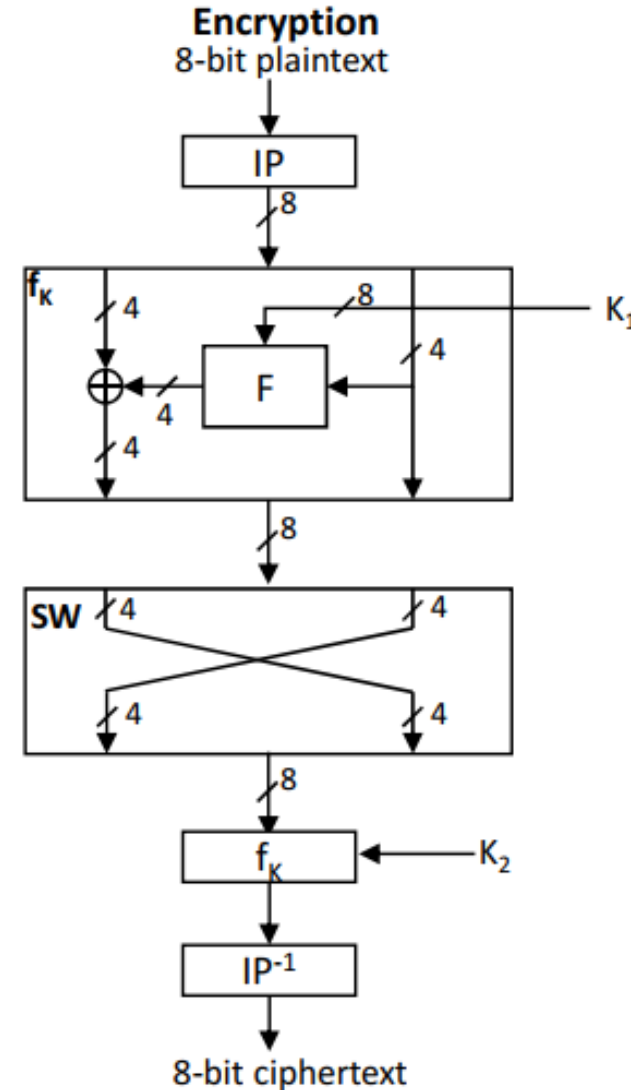 Encryption
8-bit plaintext
IP
8
fK
8
K1
4
4
F
4
4
8
SW
4
4
4
4
8
fK
K2
IP-1
8-bit ciphertext